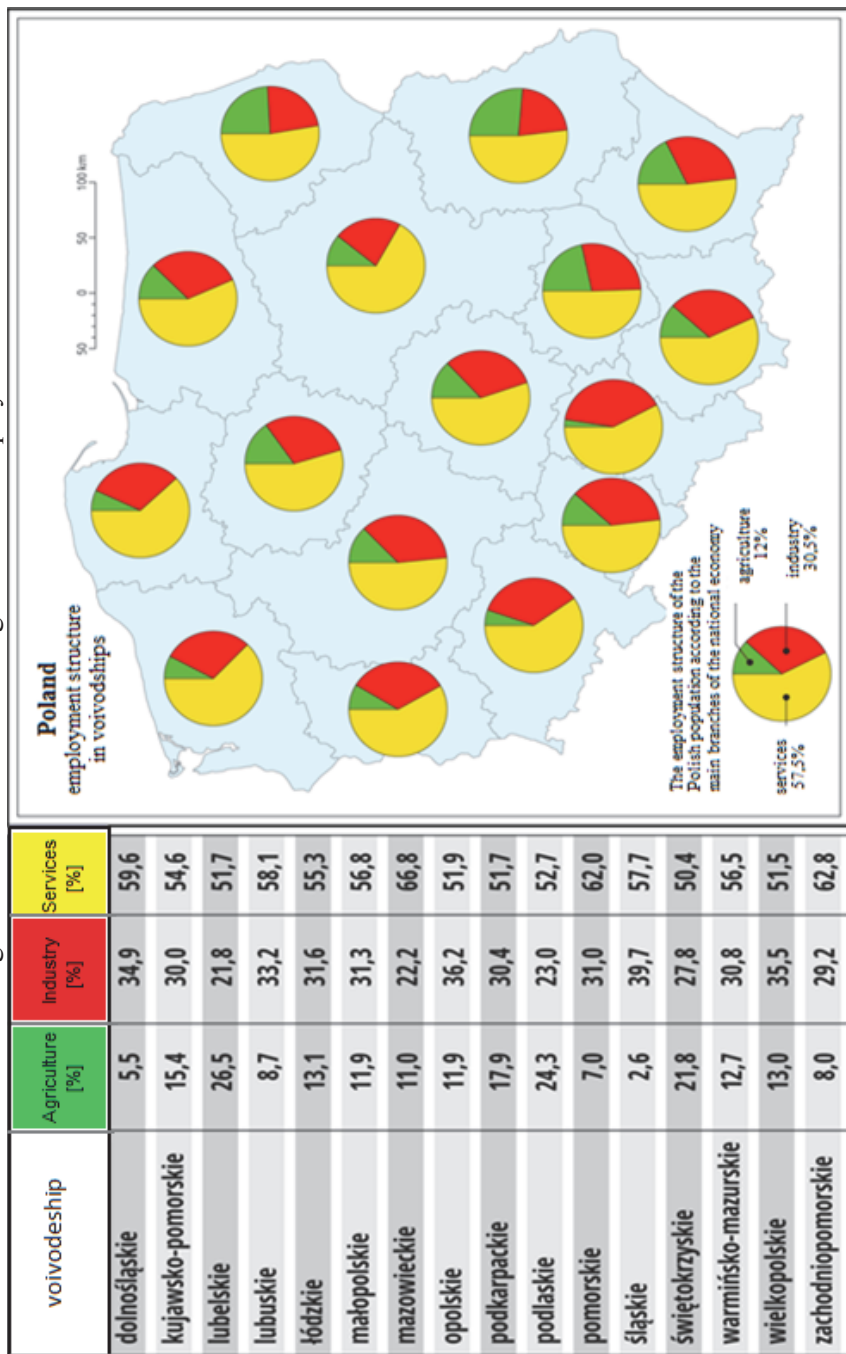 voivodeship Agriculture [%] Industry [%] Services [%]
dolnośląskie 5,5 34,9 59,6
kujawsko-pomorskie 15,4 30,0 54,6
lubelskie 26,5 21,8 51,7
lubuskie 8,7 33,2 58,1
łódzkie 13,1 31,6 55,3
małopolskie 11,9 31,3 56,8
mazowieckie 11,0 22,2 66,8
opolskie 11,9 36,2 51,9
podkarpackie 17,9 30,4 51,7
podlaskie 24,3 23,0 52,7
pomorskie 7,0 31,0 62,0
śląskie 2,6 39,7 57,7
świętokrzyskie 21,8 27,8 50,4
warmińsko-mazurskie 12,7 30,8 56,5
wielkopolskie 13,0 35,5 51,5
zachodniopomorskie 8,0 29,2 62,8
Poland
employment structure
in voivodships
50 0 50 100 km
The employment structure of the
Polish population according to the
main branches of the national economy
services
57,5%
agriculture
12%
industry
30,5%